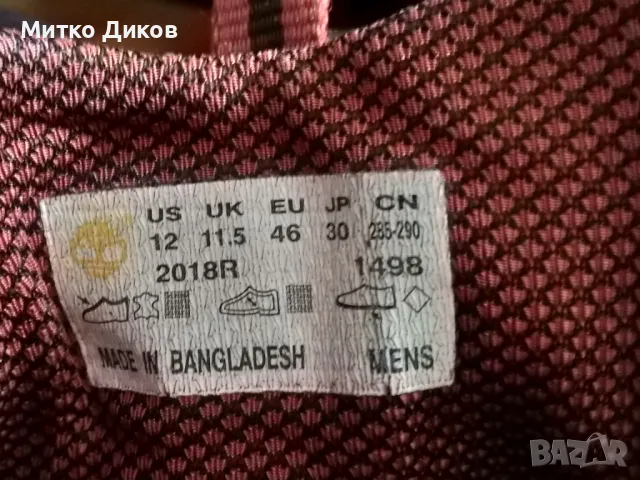 Митко Диков
US UK EU JP CN
12 11.5 46 30 285-290
2018R 1498
MADE IN BANGLADESH MENS
BAZAR